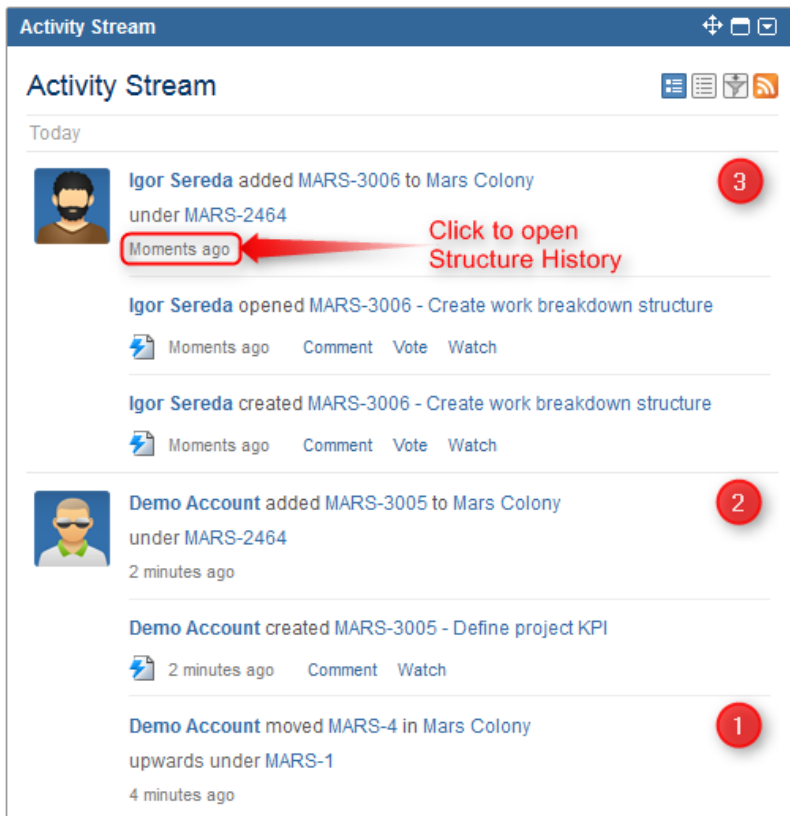 Activity Stream
Activity Stream
Today
Igor Sereda added MARS-3006 to Mars Colony
3
under MARS-2464
Moments ago
Click to open
Structure History
Igor Sereda opened MARS-3006 - Create work breakdown structure
Moments ago Comment Vote Watch
Igor Sereda created MARS-3006 - Create work breakdown structure
Moments ago Comment Vote Watch
Demo Account added MARS-3005 to Mars Colony
2
under MARS-2464
2 minutes ago
Demo Account created MARS-3005 - Define project KPI
2 minutes ago Comment Watch
Demo Account moved MARS-4 in Mars Colony
1
upwards under MARS-1
4 minutes ago